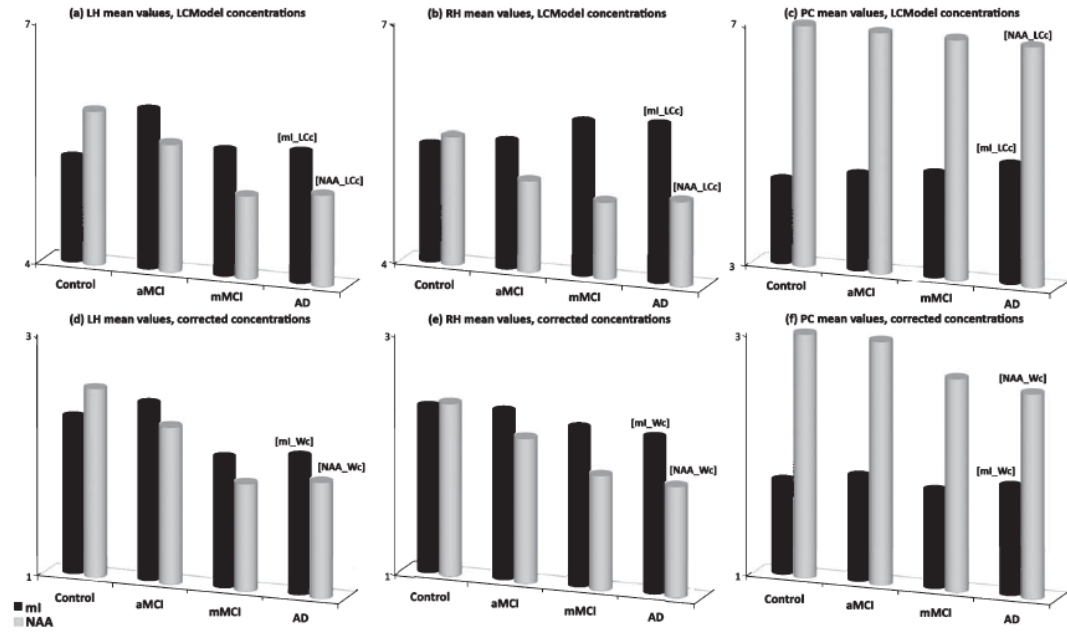 (a) LH mean values, LCModel concentrations
7
4
[mI_LCc]
[NAA_LCc]
Control
aMCI
mMCI
AD
(b) RH mean values, LCModel concentrations
7
4
[mI_LCc]
[NAA_LCc]
Control
aMCI
mMCI
AD
(c) PC mean values, LCModel concentrations
7
3
[NAA_LCc]
[mI_LCc]
Control
aMCI
mMCI
AD
(d) LH mean values, corrected concentrations
3
1
[mI_Wc]
[NAA_Wc]
Control
aMCI
mMCI
AD
(e) RH mean values, corrected concentrations
3
1
[mI_Wc]
[NAA_Wc]
Control
aMCI
mMCI
AD
(f) PC mean values, corrected concentrations
3
1
[NAA_Wc]
[mI_Wc]
Control
aMCI
mMCI
AD
mI
NAA